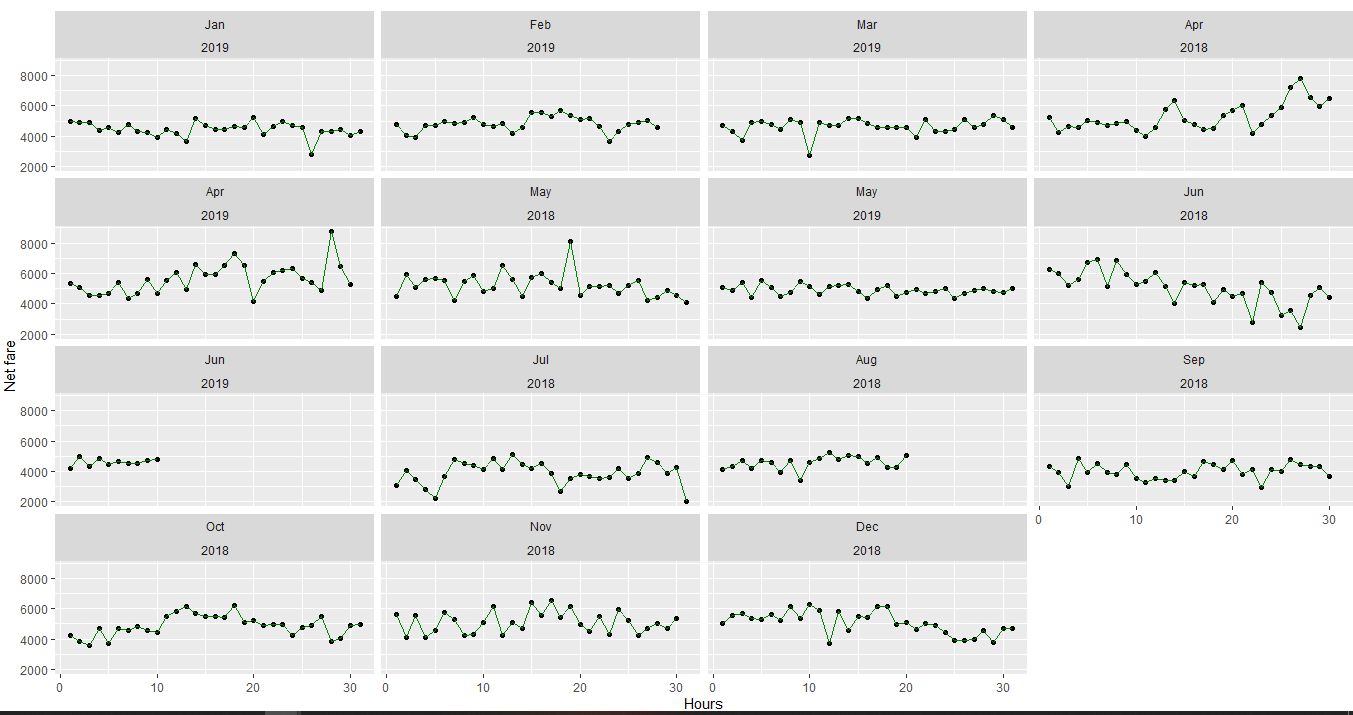 Jan Feb Mar Apr
2019 2019 2019 2018
8000
6000
4000
2000
Apr May May Jun
2019 2018 2019 2018
8000
6000
4000
2000
Net fare
Jun Jul Aug Sep
2019 2018 2018 2018
8000
6000
4000
2000
0 10 20 30
Oct Nov Dec
2018 2018 2018
8000
6000
4000
2000
0 10 20 30 0 10 20 30 0 10 20 30
Hours